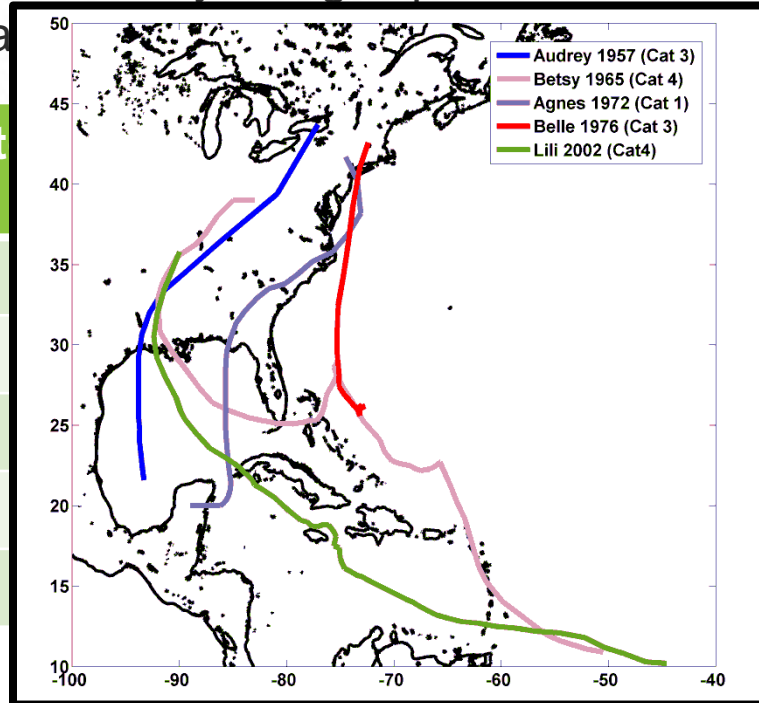 50
45
40
35
30
25
20
15
10
-100 -90 -80 -70 -60 -50 -40
Audrey 1957 (Cat 3)
Betsy 1965 (Cat 4)
Agnes 1972 (Cat 1)
Belle 1976 (Cat 3)
Lili 2002 (Cat4)